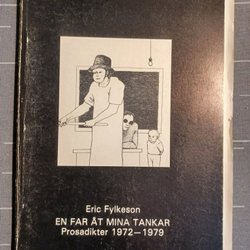 Eric Fylkeson
EN FAR ÅT MINA TANKAR
Prosadikter 1972—1979